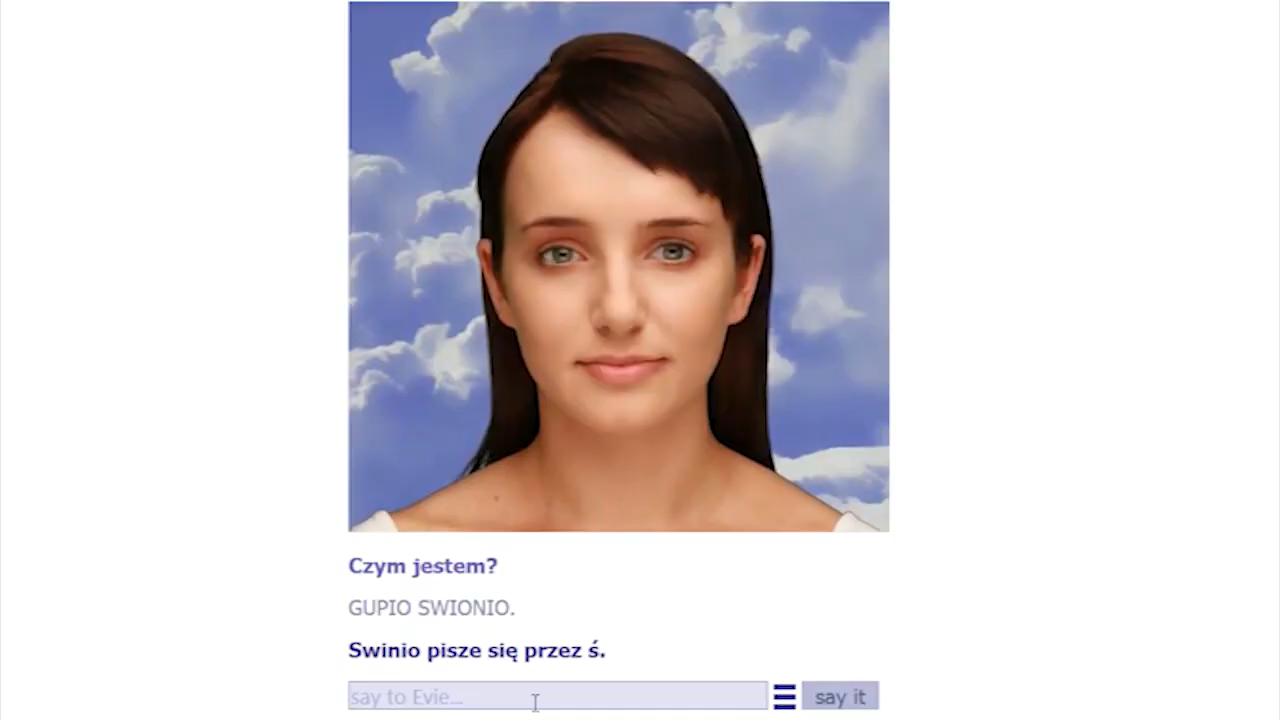 Czym jestem?
GUPIO SWIONIO.
Swinio pisze się przez ś.
say to Evie...
say it